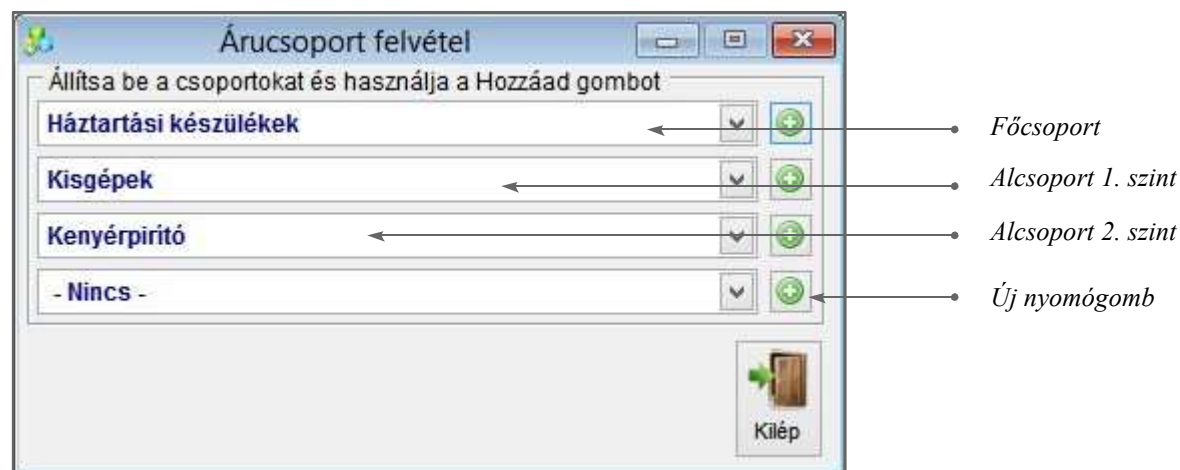 Árucsoport felvétel
Állítsa be a csoportokat és használja a Hozzáad gombot
Háztartási készülékek
Főcsoport
Kisgépek
Alcsoport 1. szint
Kenyérpirító
Alcsoport 2. szint
- Nincs -
Új nyomógomb
Kilép